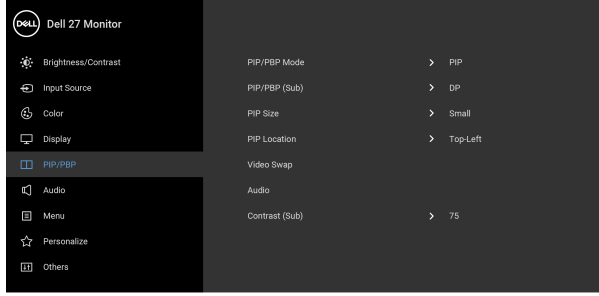 DELL Dell 27 Monitor
Brightness/Contrast
Input Source
Color
Display
PIP/PBP
Audio
Menu
Personalize
Others
PIP/PBP Mode > PIP
PIP/PBP (Sub) > DP
PIP Size > Small
PIP Location > Top-Left
Video Swap
Audio
Contrast (Sub) > 75